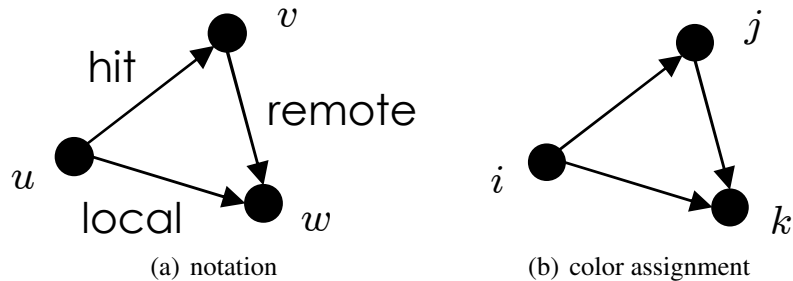 v
hit
remote
u
local
w
(a) notation
j
i
k
(b) color assignment